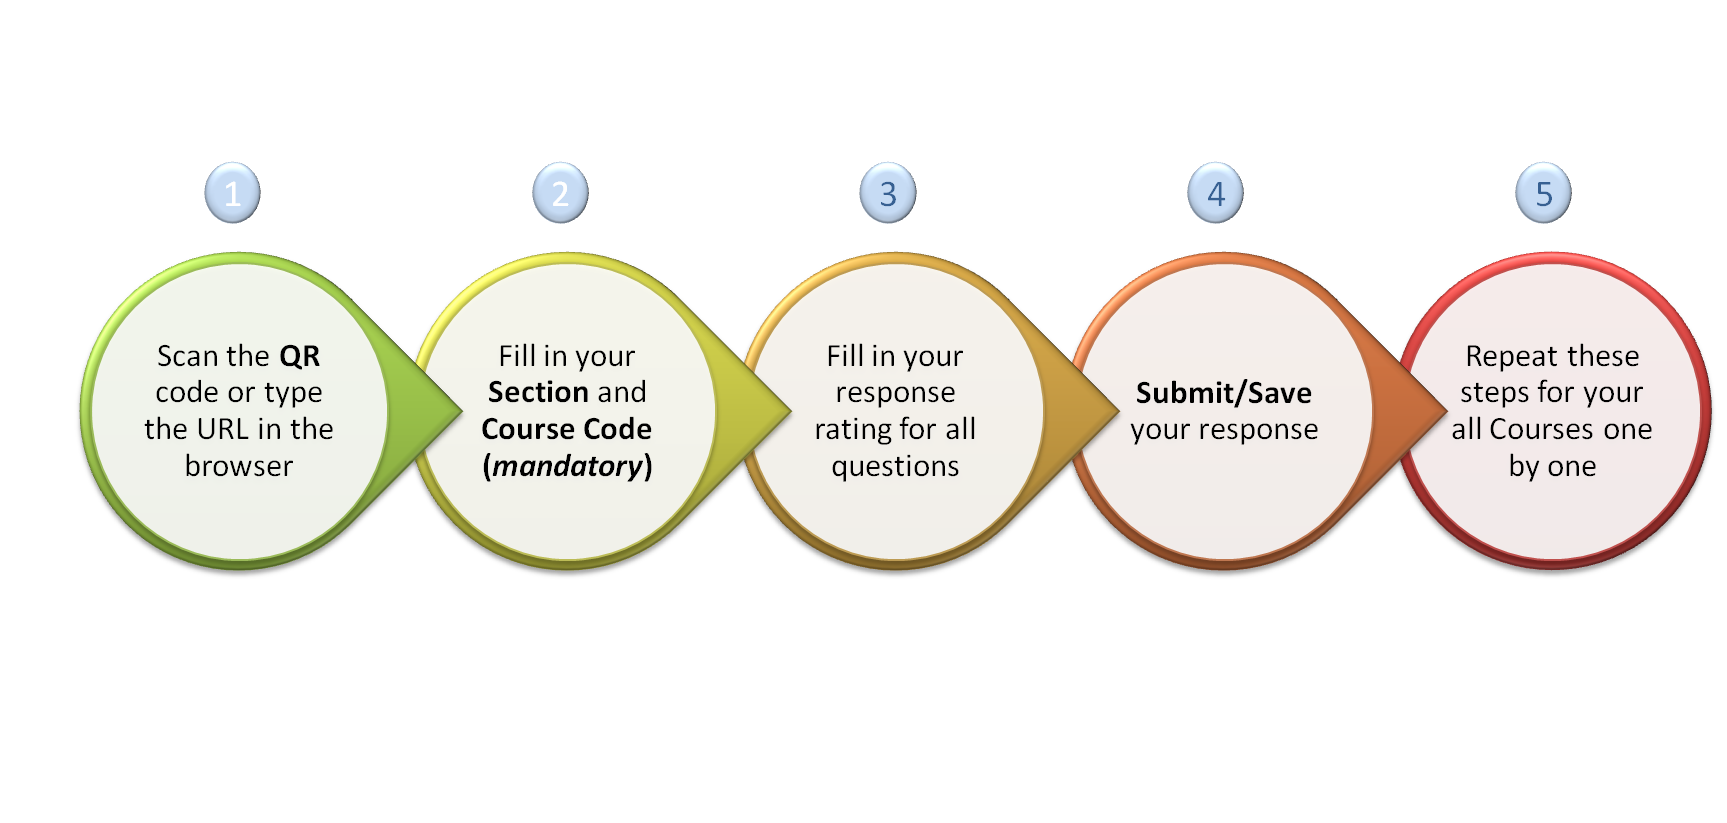 1
2
3
4
5
Scan the QR
code or type
the URL in the
browser
Fill in your
Section and
Course Code
(mandatory)
Fill in your
response
rating for all
questions
Submit/Save
your response
Repeat these
steps for your
all Courses one
by one